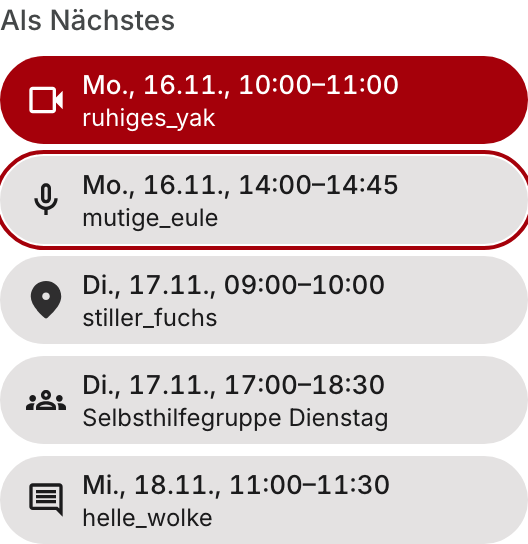 Als Nächstes
Mo., 16.11., 10:00–11:00
ruhiges_yak
Mo., 16.11., 14:00–14:45
mutige_eule
Di., 17.11., 09:00–10:00
stiller_fuchs
Di., 17.11., 17:00–18:30
Selbsthilfegruppe Dienstag
Mi., 18.11., 11:00–11:30
helle_wolke